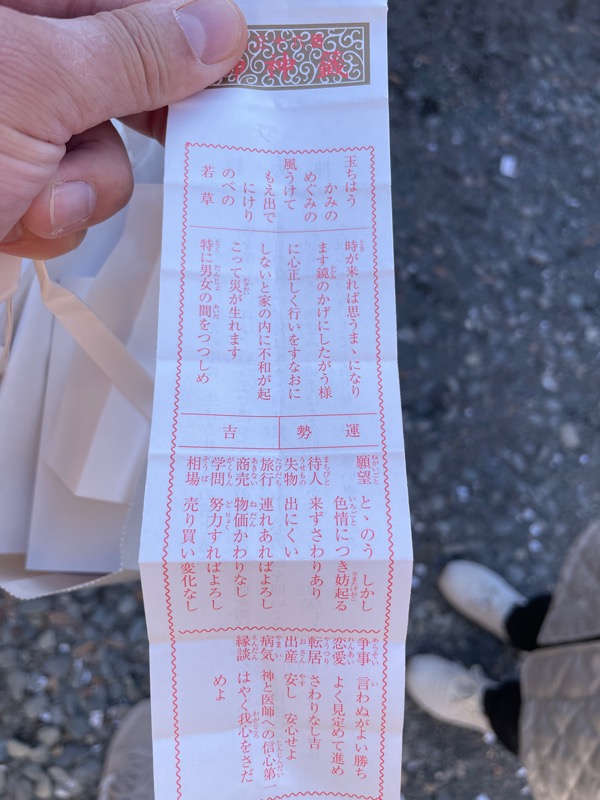 神籤
玉ちはう
かみの
めぐみの
風うけて
もえ出で
にけり
のべの
若草
時が来れば思うまゝになり
ます鏡のかげにしたがう様
に心正しく行いをすなおに
しないと家の内に不和が起
こって災が生れます
特に男女の間をつつしめ
運勢 吉
願望 とゝのう しかし
色情につき妨起る
待人 来ずさわりあり
失物 出にくい
旅行 連れあればよろし
商売 物価かわりなし
学問 努力すればよろし
相場 売り買い変化なし
争事 言わぬがよい勝ち
恋愛 よく見定めて進め
転居 さわりなし吉
出産 安し 安心せよ
病気 神と医師への信心第一
縁談 はやく我心をさだ
めよ